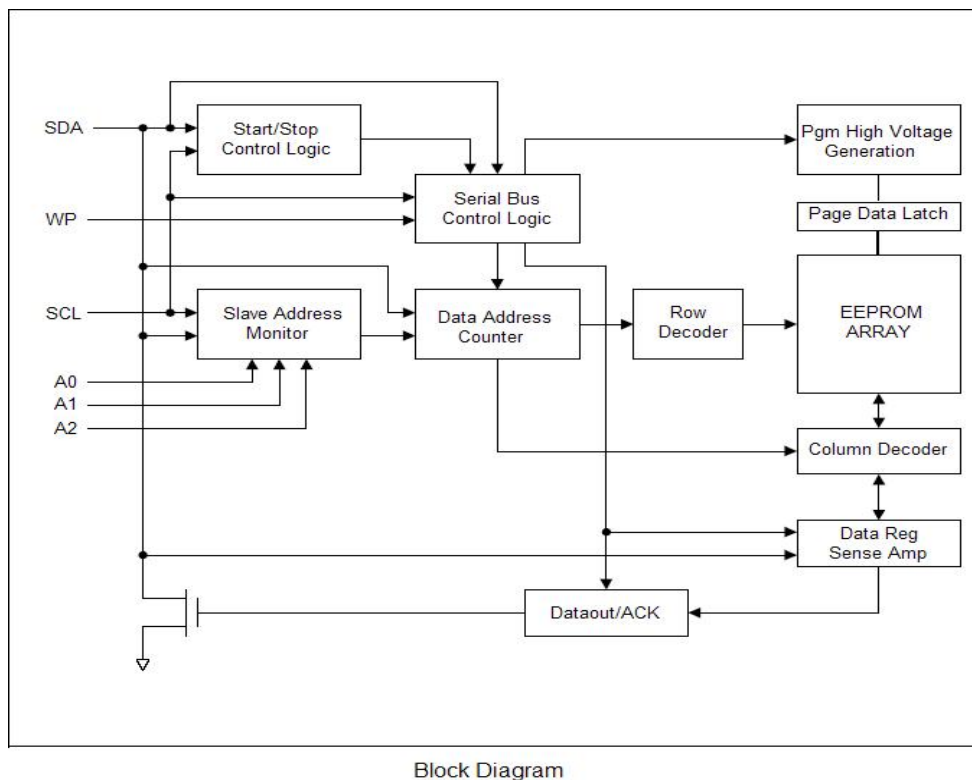 SDA
Start/Stop
Control Logic
Pgm High Voltage
Generation
WP
Serial Bus
Control Logic
Page Data Latch
SCL
Slave Address
Monitor
Data Address
Counter
Row
Decoder
EEPROM
ARRAY
A0
A1
A2
Column Decoder
Data Reg
Sense Amp
Dataout/ACK
Block Diagram